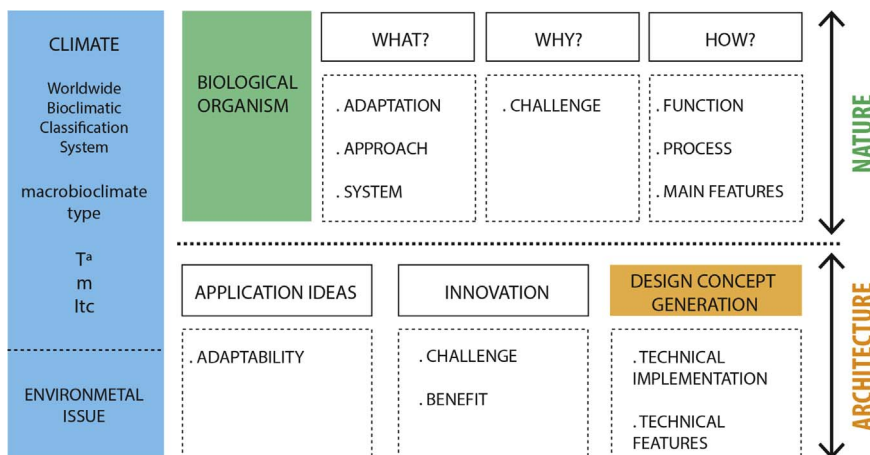 CLIMATE
Worldwide
Bioclimatic
Classification
System
macrobioclimate
type
Tª
m
Itc
ENVIRONMETAL
ISSUE
BIOLOGICAL
ORGANISM
WHAT?
. ADAPTATION
. APPROACH
. SYSTEM
WHY?
. CHALLENGE
HOW?
. FUNCTION
. PROCESS
. MAIN FEATURES
NATURE
APPLICATION IDEAS
. ADAPTABILITY
INNOVATION
. CHALLENGE
. BENEFIT
DESIGN CONCEPT
GENERATION
.TECHNICAL
IMPLEMENTATION
.TECHNICAL
FEATURES
ARCHITECTURE